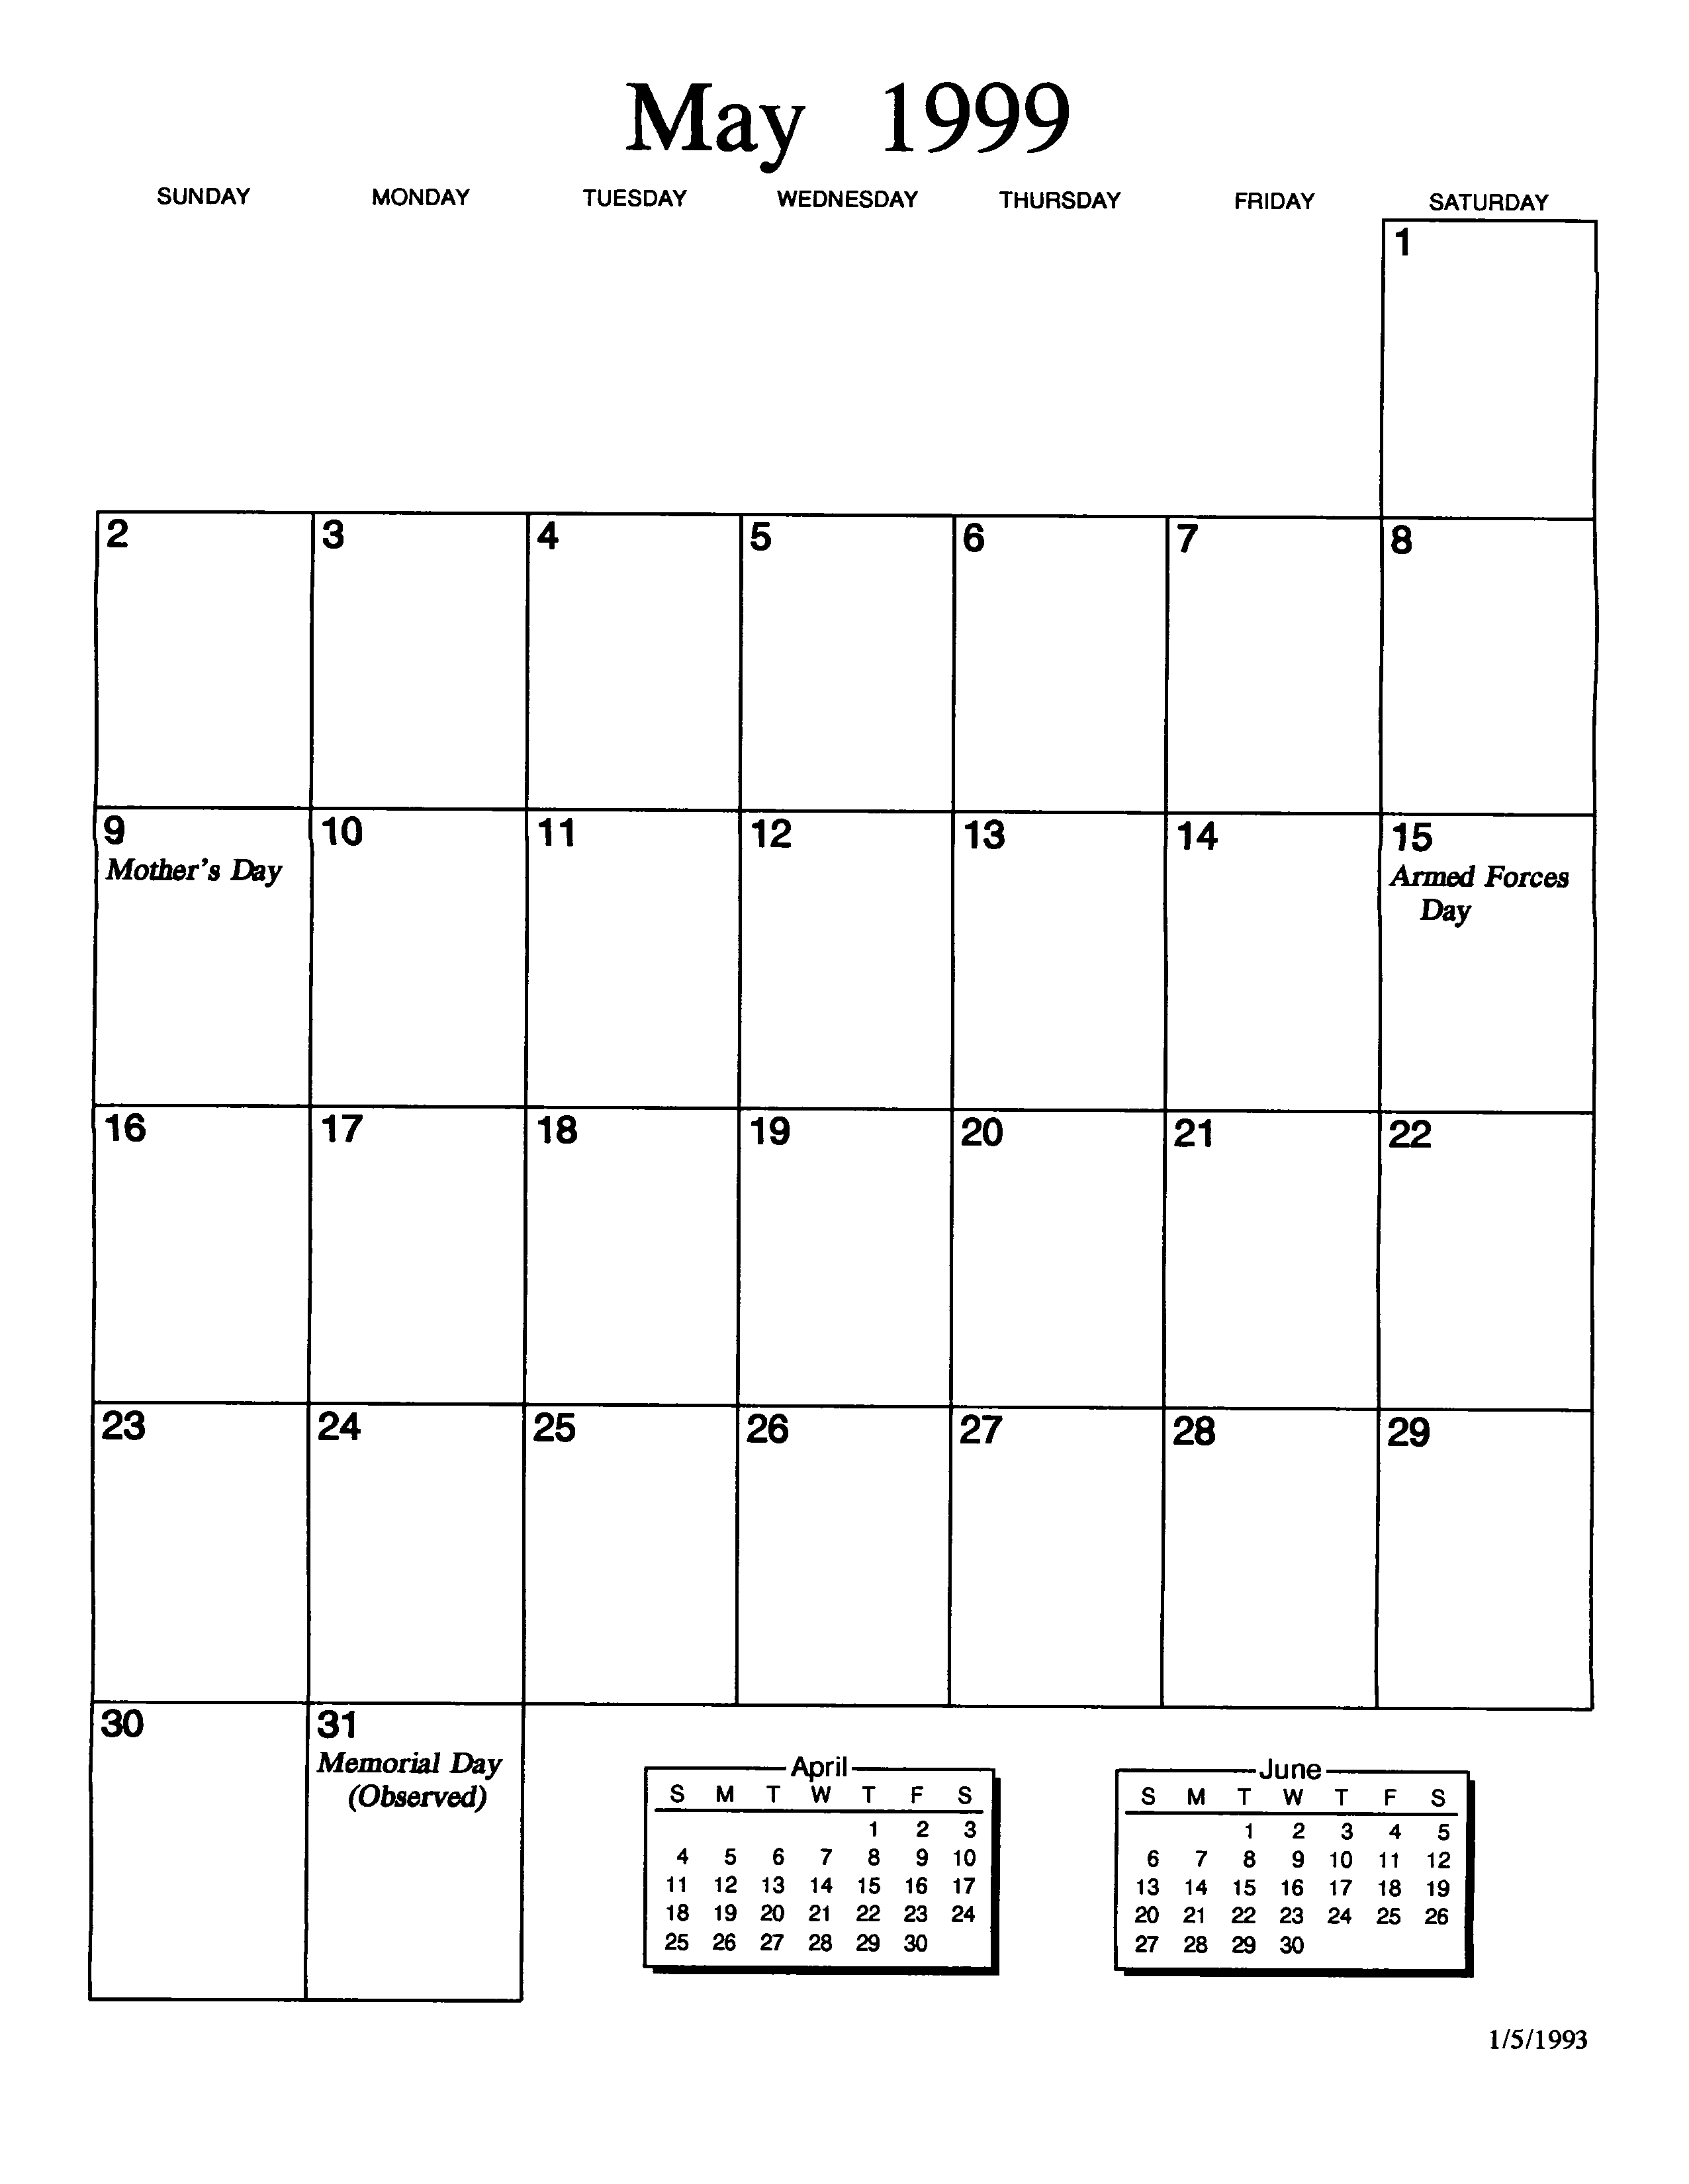 May 1999
SUNDAY MONDAY TUESDAY WEDNESDAY THURSDAY FRIDAY SATURDAY
1
2 3 4 5 6 7 8
9 10 11 12 13 14 15
Mother's Day Armed Forces
Day
16 17 18 19 20 21 22
23 24 25 26 27 28 29
30 31
Memorial Day
(Observed)
April
S M T W T F S
1 2 3
4 5 6 7 8 9 10
11 12 13 14 15 16 17
18 19 20 21 22 23 24
25 26 27 28 29 30
June
S M T W T F S
1 2 3 4 5
6 7 8 9 10 11 12
13 14 15 16 17 18 19
20 21 22 23 24 25 26
27 28 29 30
1/5/1993